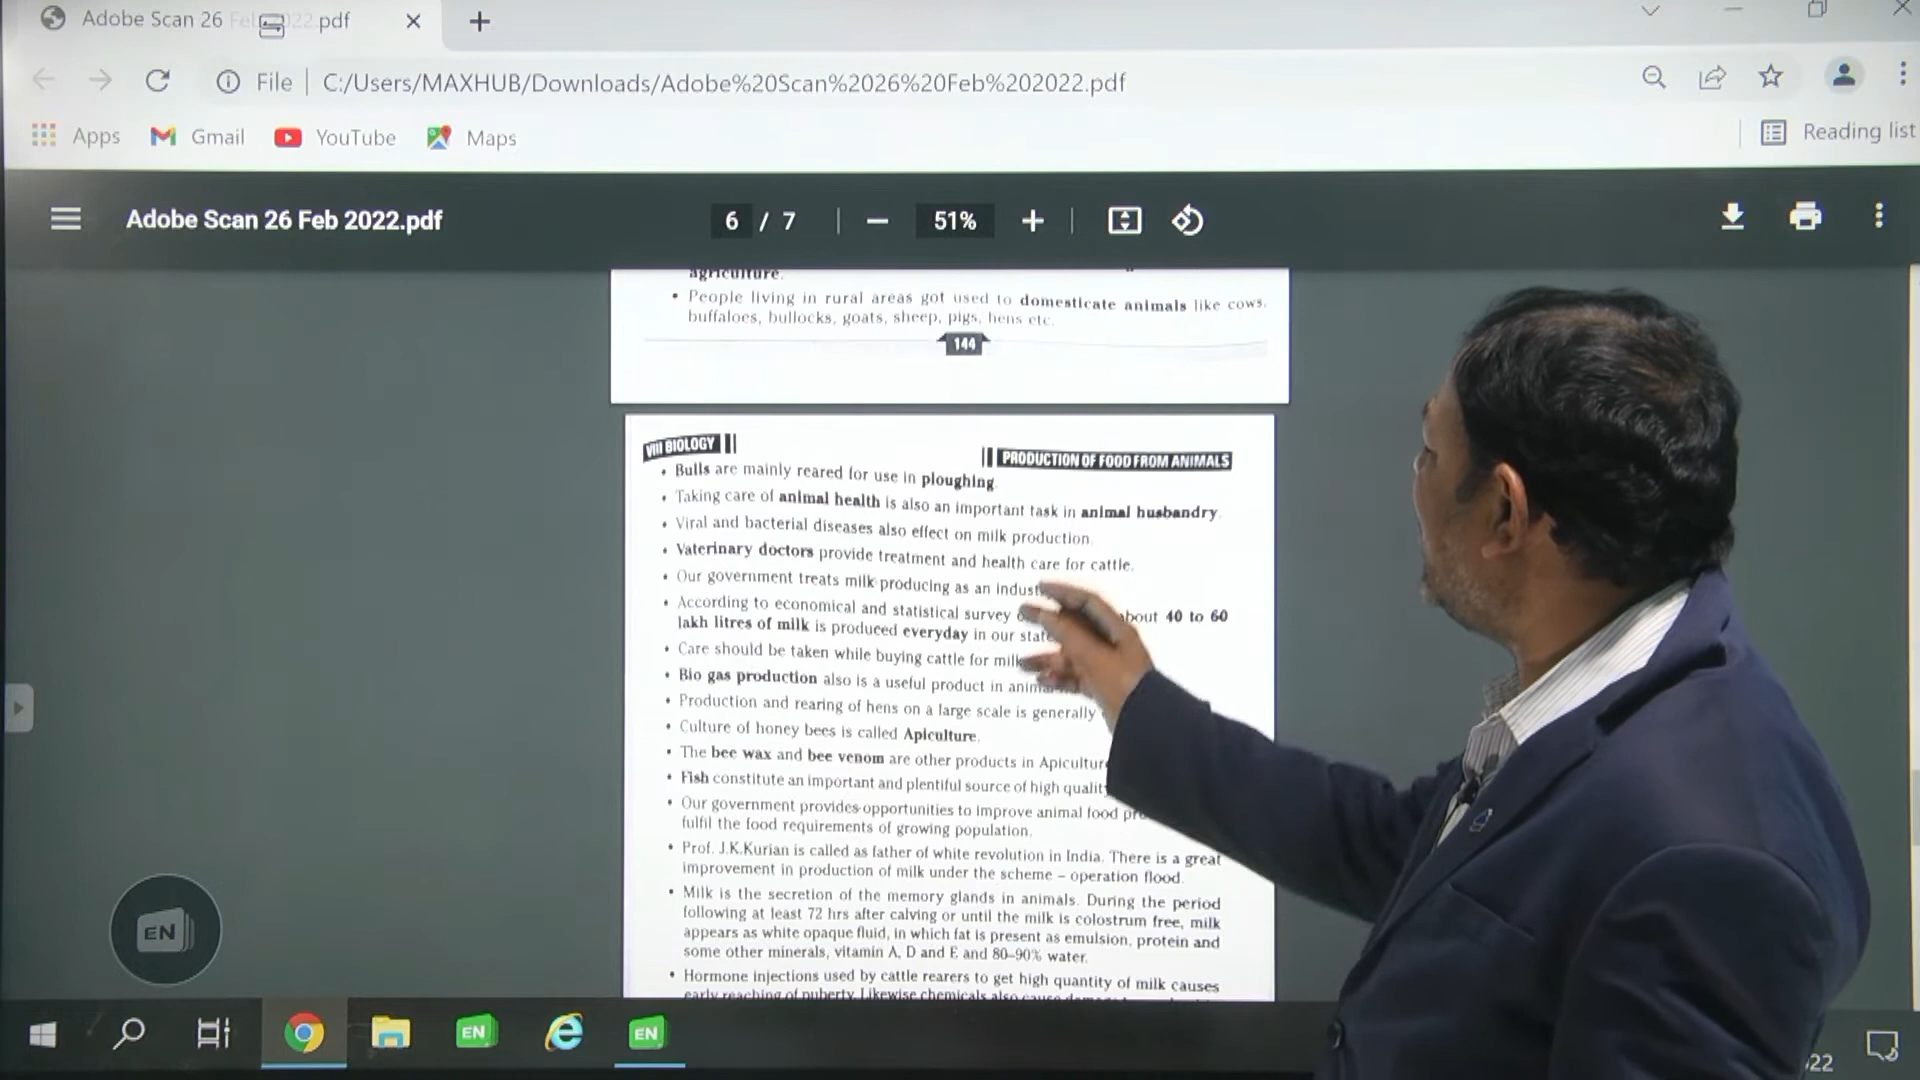 Adobe Scan 26 Feb 2022.pdf
File
C:/Users/MAXHUB/Downloads/Adobe%20Scan%2026%20Feb%202022.pdf
Apps
Gmail
YouTube
Maps
Reading list
Adobe Scan 26 Feb 2022.pdf
6 / 7
51%
agriculture.
• People living in rural areas got used to domesticate animals like cows,
buffaloes, bullocks, goats, sheep, pigs, hens etc.
144
VIII BIOLOGY
PRODUCTION OF FOOD FROM ANIMALS
• Bulls are mainly reared for use in ploughing.
• Taking care of animal health is also an important task in animal husbandry.
• Viral and bacterial diseases also effect on milk production.
• Vaterinary doctors provide treatment and health care for cattle.
• Our government treats milk producing as an
• According to economical and statistical survey about 40 to 60
lakh litres of milk is produced everyday in our state
• Care should be taken while buying cattle for milk
• Bio gas production also is a useful product in
• Production and rearing of hens on a large scale is generally
• Culture of honey bees is called Apiculture.
• The bee wax and bee venom are other products in Apiculture
• Fish constitute an important and plentiful source of high quality
• Our government provides opportunities to improve animal food
fulfil the food requirements of growing population.
• Prof. J.K.Kurian is called as father of white revolution in India. There is a great
improvement in production of milk under the scheme – operation flood.
• Milk is the secretion of the memory glands in animals. During the period
following at least 72 hrs after calving or until the milk is colostrum free, milk
appears as white opaque fluid, in which fat is present as emulsion, protein and
some other minerals, vitamin A, D and E and 80–90% water.
• Hormone injections used by cattle rearers to get high quantity of milk causes
early reaching of puberty. Likewise chemicals also cause
EN
EN
EN
22